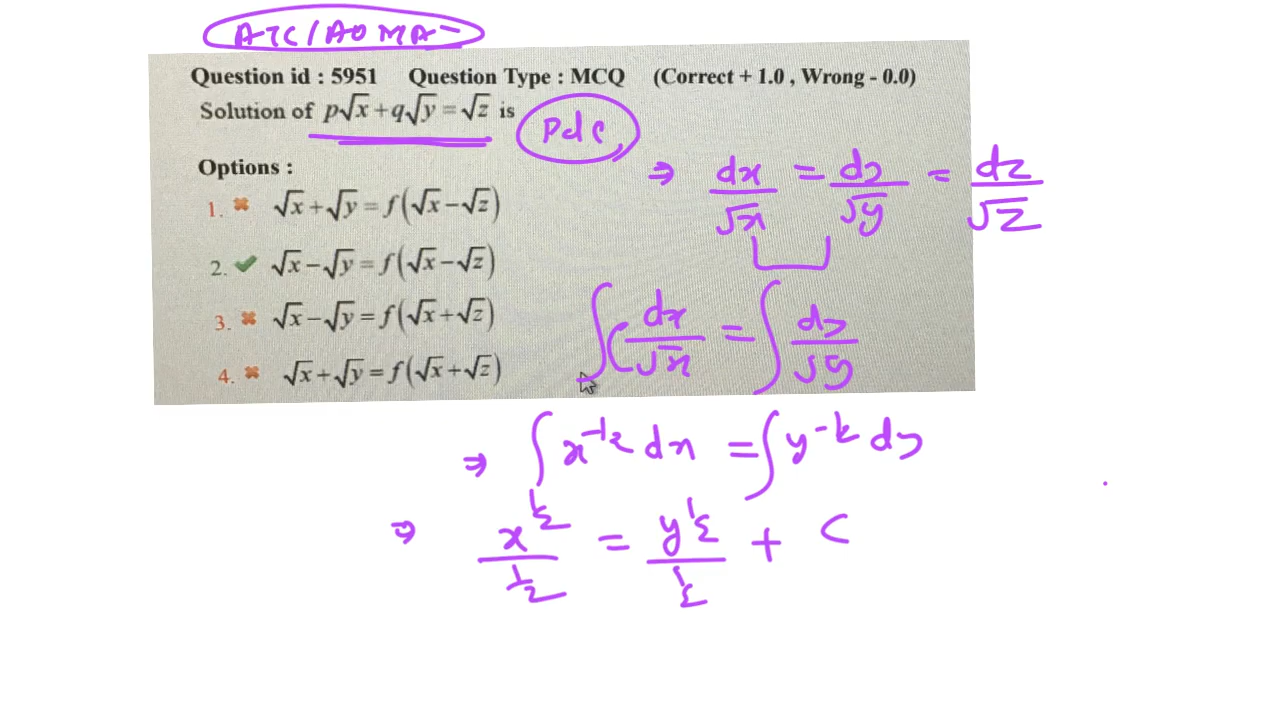 ATC/AO MAT
Question id : 5951 Question Type : MCQ (Correct + 1.0 , Wrong - 0.0)
Solution of p√x+q√y=√z is
Pde
Options :
⇒ dx/√x = dy/√y = dz/√z
1. ✖ √x+√y=f(√x−√z)
2. ✔ √x−√y=f(√x−√z)
3. ✖ √x−√y=f(√x+√z)
4. ✖ √x+√y=f(√x+√z)
∫ dx/√x = ∫ dy/√y
⇒ ∫ x^-1/2 dx = ∫ y^-1/2 dy
⇒ x^1/2 / 1/2 = y^1/2 / 1/2 + C